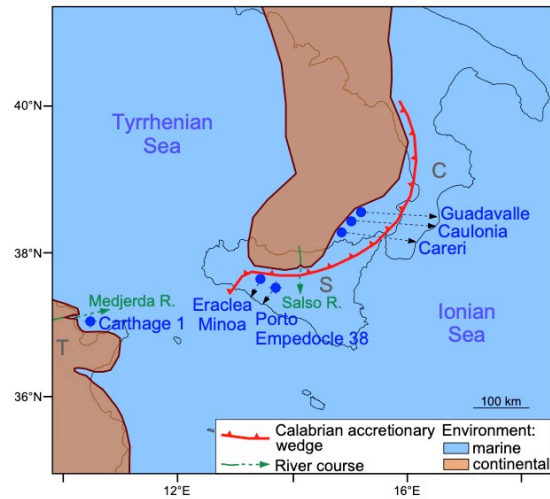 40°N
Tyrrhenian
Sea
C
Guadavalle
Caulonia
Careri
38°N
Medjerda R.
Eraclea
Minoa
S
Salso R.
Carthage 1
Porto
Empedocle 38
Ionian
Sea
T
36°N
100 km
Calabrian accretionary
wedge
River course
Environment:
marine
continental
12°E
16°E